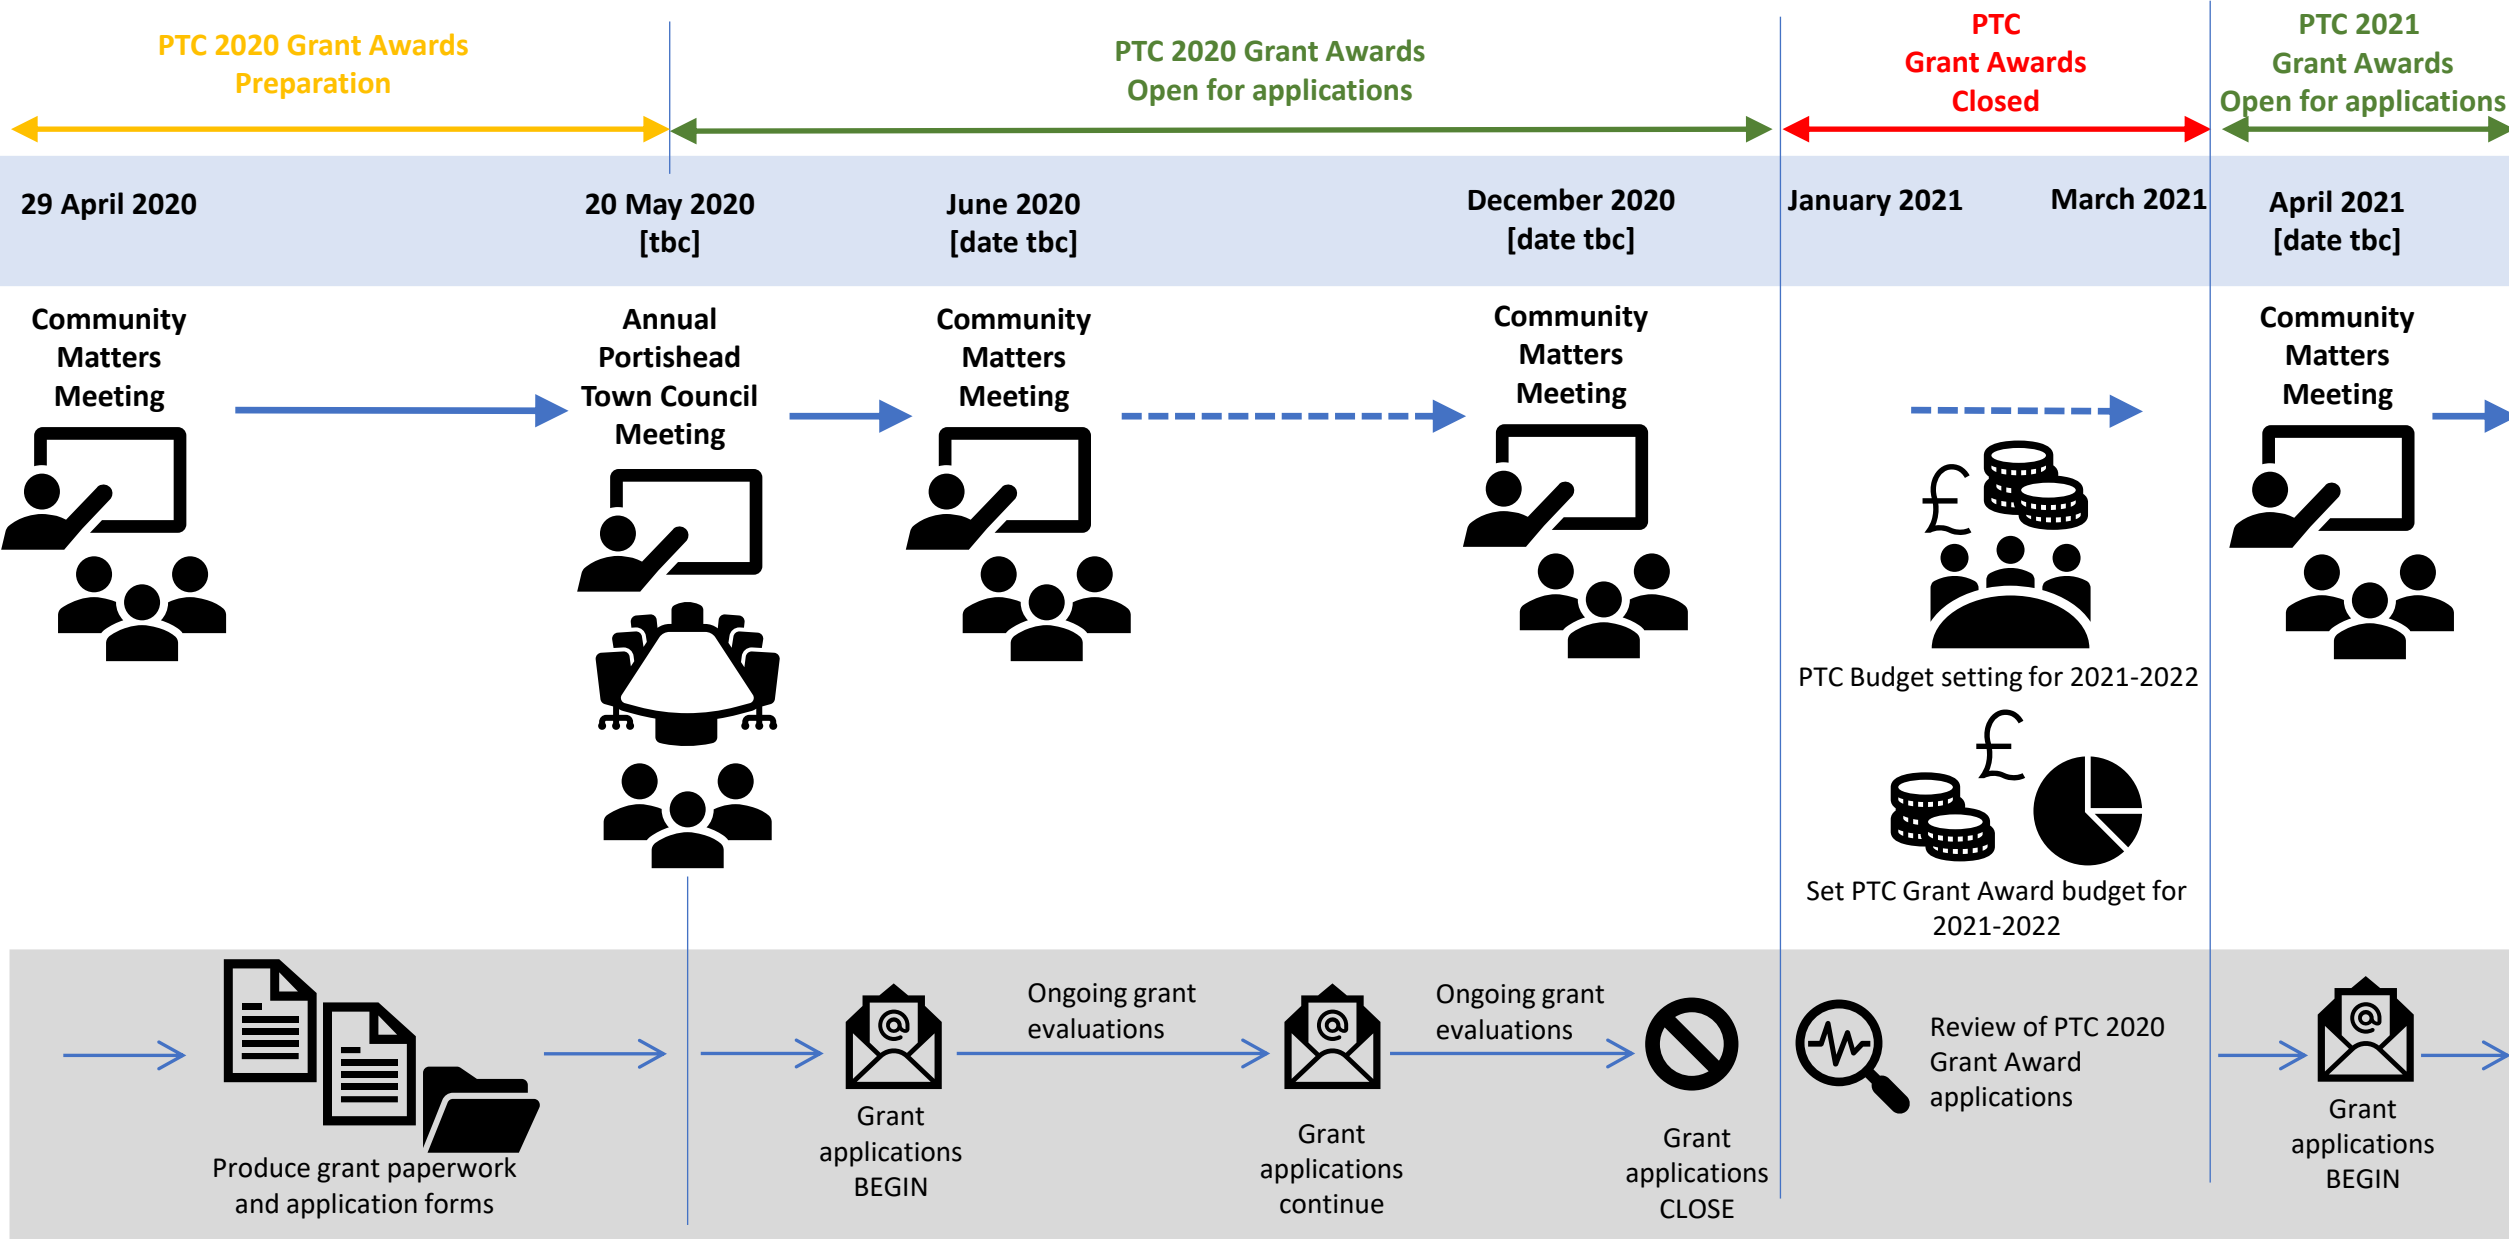 PTC 2020 Grant Awards
Preparation
PTC 2020 Grant Awards
Open for applications
PTC
Grant Awards
Closed
PTC 2021
Grant Awards
Open for applications
29 April 2020
20 May 2020
[tbc]
June 2020
[date tbc]
December 2020
[date tbc]
January 2021
March 2021
April 2021
[date tbc]
Community
Matters
Meeting
Annual
Portishead
Town Council
Meeting
Community
Matters
Meeting
Community
Matters
Meeting
Community
Matters
Meeting
£
PTC Budget setting for 2021-2022
£
Set PTC Grant Award budget for
2021-2022
Produce grant paperwork
and application forms
@
Grant
applications
BEGIN
Ongoing grant
evaluations
@
Grant
applications
continue
Ongoing grant
evaluations
Grant
applications
CLOSE
Review of PTC 2020
Grant Award
applications
@
Grant
applications
BEGIN